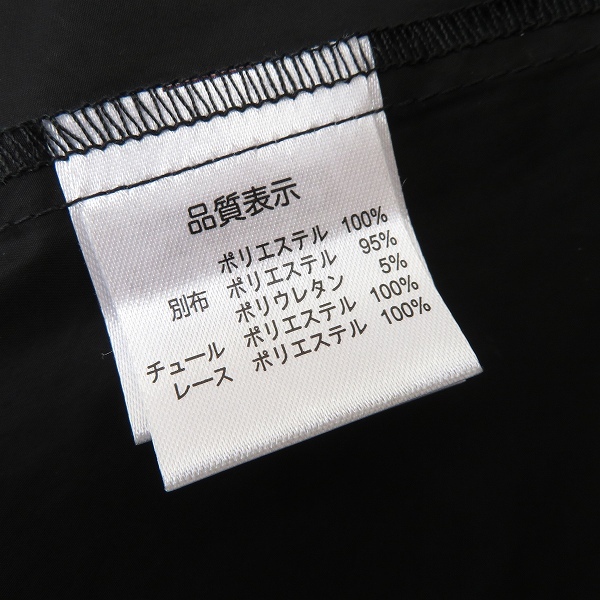 品質表示
ポリエステル 100%
別布 ポリエステル 95%
ポリウレタン 5%
チュール ポリエステル 100%
レース ポリエステル 100%